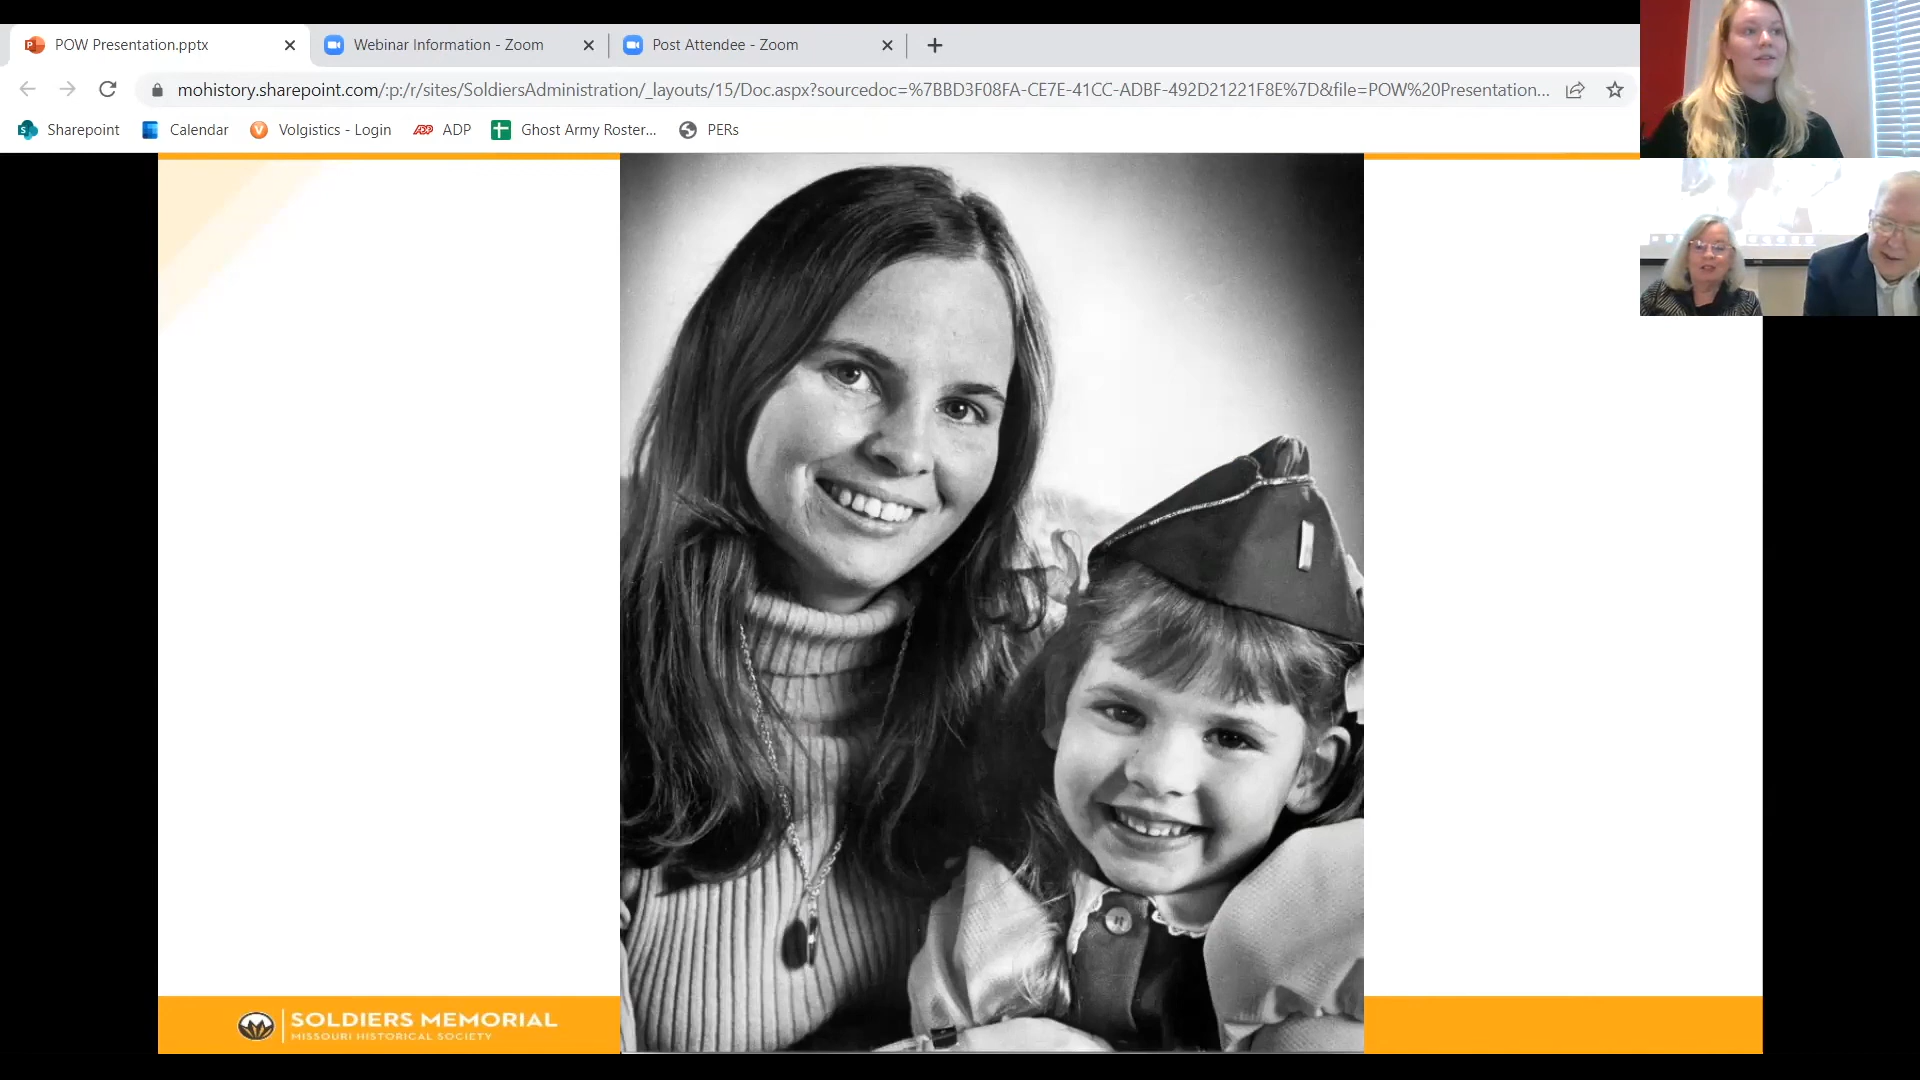 POW Presentation.pptx
Webinar Information - Zoom
Post Attendee - Zoom
mohistory.sharepoint.com/:p:/r/sites/SoldiersAdministration/_layouts/15/Doc.aspx?sourcedoc=%7BBD3F08FA-CE7E-41CC-ADBF-492D21221F8E%7D&file=POW%20Presentation...
Sharepoint
Calendar
Volgistics - Login
ADP
Ghost Army Roster...
PERs
SOLDIERS MEMORIAL
MISSOURI HISTORICAL SOCIETY